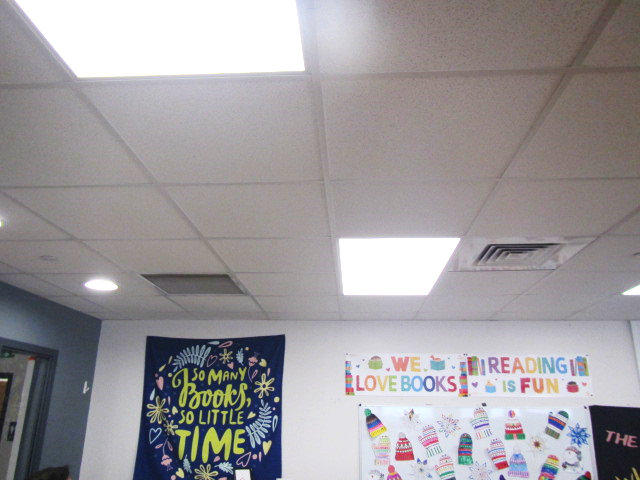 SO MANY
Books,
SO LITTLE
TIME
WE
LOVE BOOKS
READING
IS FUN
THE